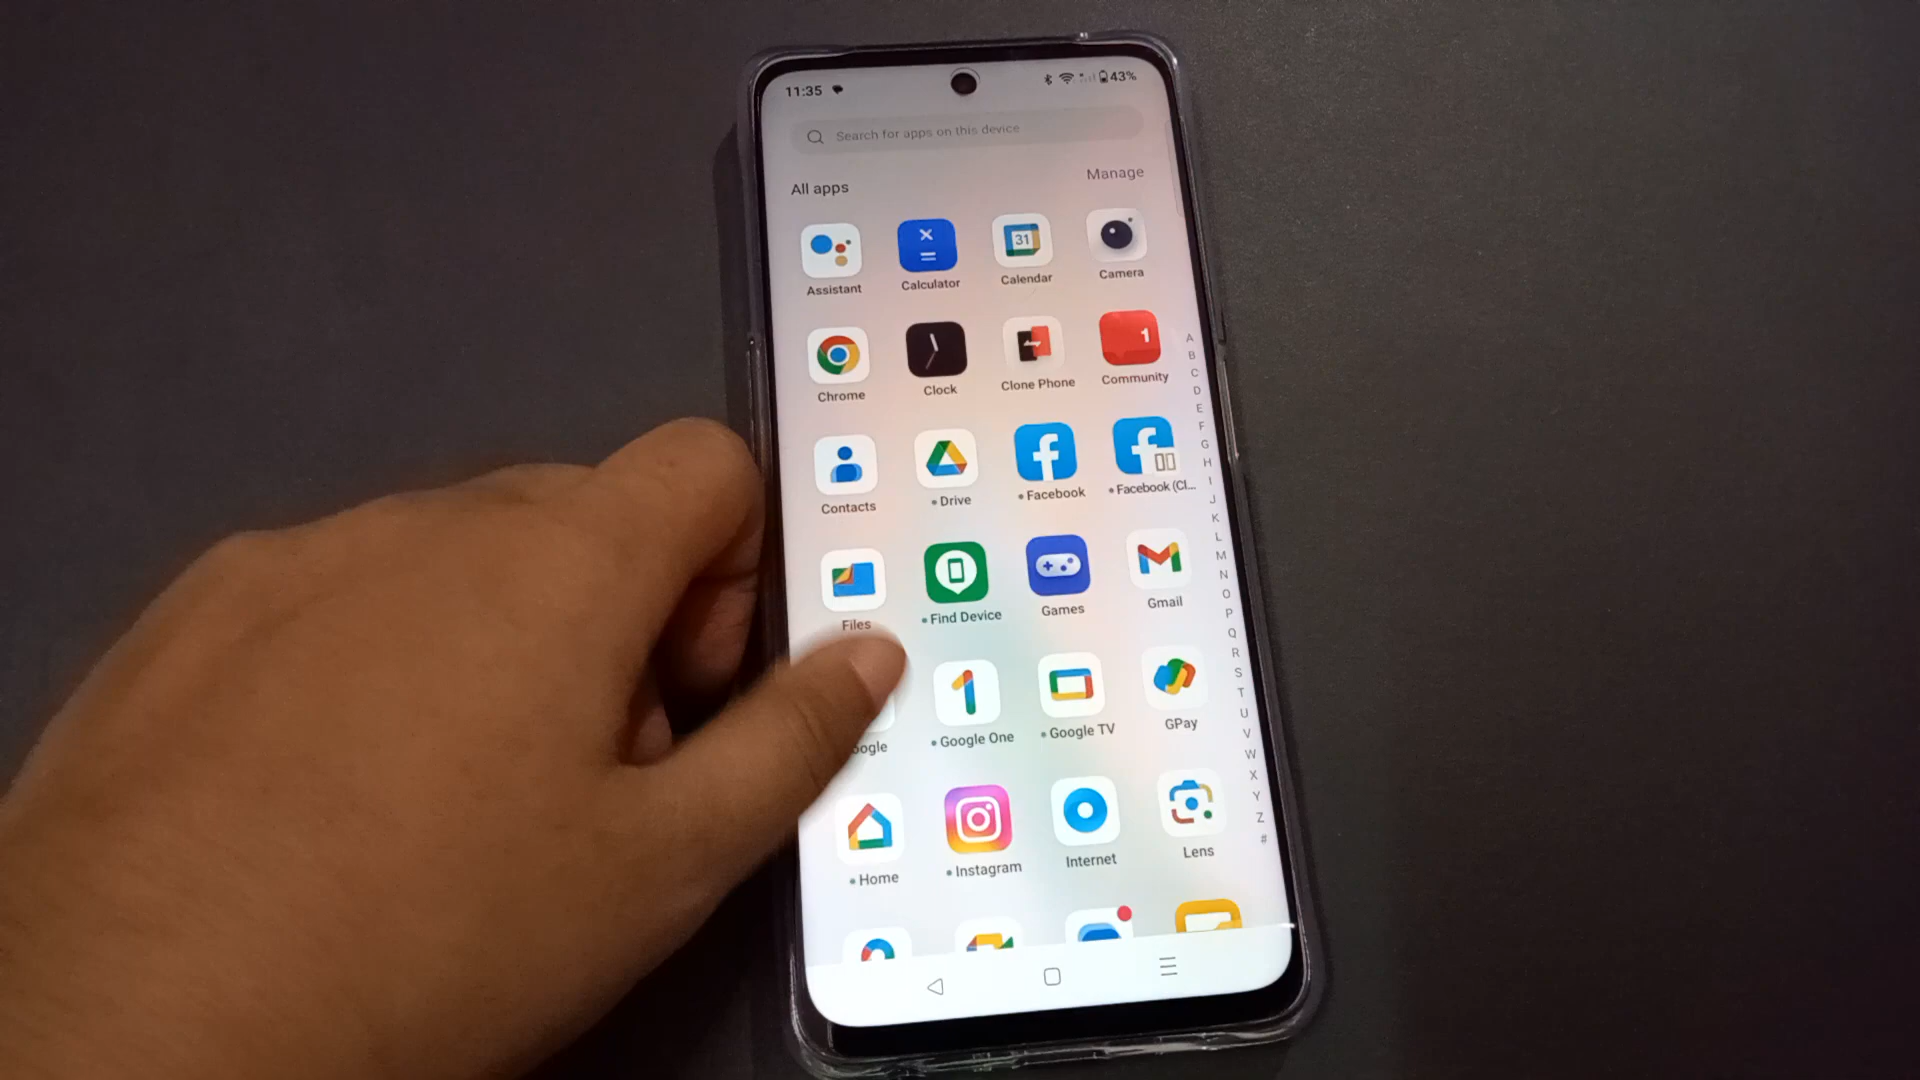 11:35 43%
Search for apps on this device
All apps Manage
Assistant Calculator 31 Calendar Camera
Chrome Clock Clone Phone 1 Community
Contacts Drive Facebook Facebook (Cl...
Files Find Device Games Gmail
oogle Google One Google TV GPay
Home Instagram Internet Lens
A
B
C
D
E
F
G
H
I
J
K
L
M
N
O
P
Q
R
S
T
U
V
W
X
Y
Z
#